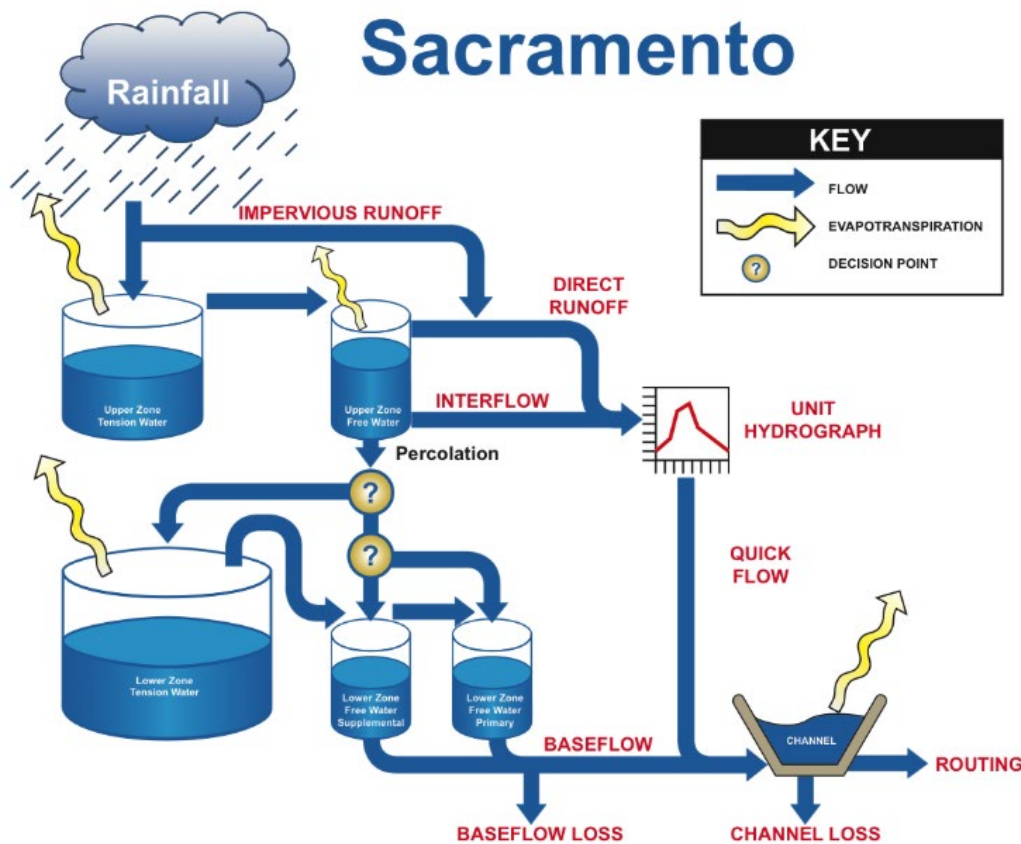 Sacramento
Rainfall
KEY
FLOW
EVAPOTRANSPIRATION
?
DECISION POINT
IMPERVIOUS RUNOFF
DIRECT
RUNOFF
Upper Zone
Tension Water
Upper Zone
Free Water
INTERFLOW
UNIT
HYDROGRAPH
Percolation
?
?
QUICK
FLOW
Lower Zone
Tension Water
Lower Zone
Free Water
Supplemental
Lower Zone
Free Water
Primary
BASEFLOW
CHANNEL
ROUTING
BASEFLOW LOSS
CHANNEL LOSS